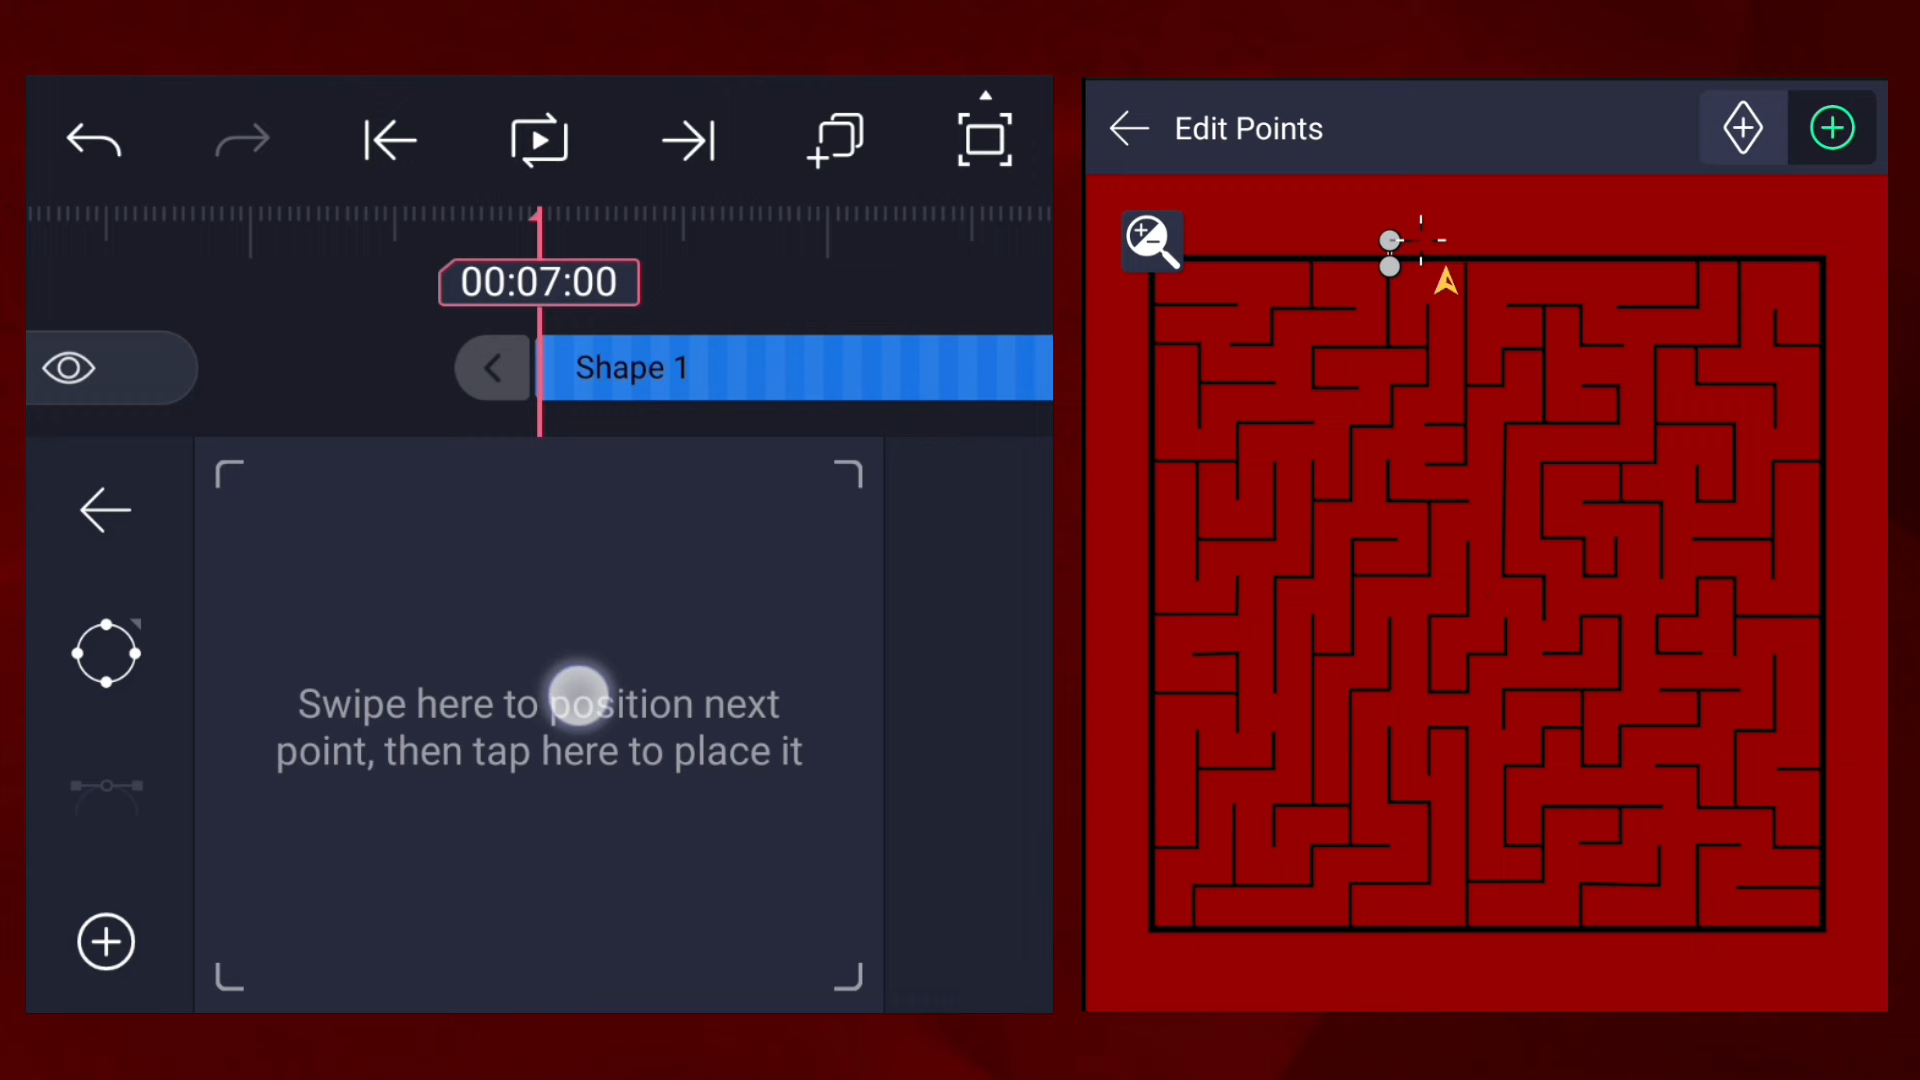 Edit Points
00:07:00
Shape 1
Swipe here to position next
point, then tap here to place it